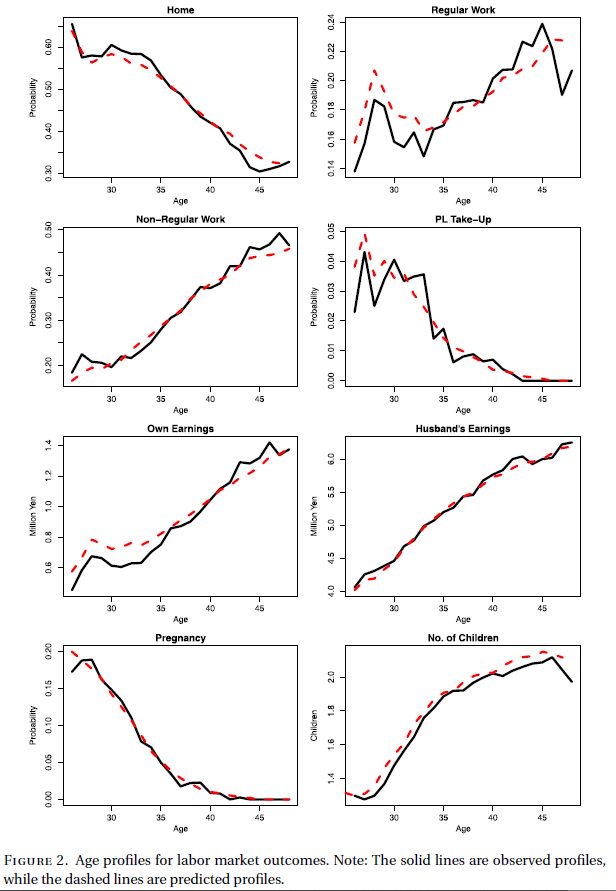 Home
Regular Work
Probability
0.30 0.40 0.50 0.60
30 35 40 45
Age
Probability
0.14 0.16 0.18 0.20 0.22 0.24
30 35 40 45
Age
Non−Regular Work
PL Take−Up
Probability
0.20 0.30 0.40 0.50
30 35 40 45
Age
Probability
0.00 0.01 0.02 0.03 0.04 0.05
30 35 40 45
Age
Own Earnings
Husband's Earnings
Million Yen
0.6 0.8 1.0 1.2 1.4
30 35 40 45
Age
Million Yen
4.0 4.5 5.0 5.5 6.0
30 35 40 45
Age
Pregnancy
No. of Children
Probability
0.00 0.05 0.10 0.15 0.20
30 35 40 45
Age
Children
1.4 1.6 1.8 2.0
30 35 40 45
Age
FIGURE 2. Age profiles for labor market outcomes. Note: The solid lines are observed profiles,
while the dashed lines are predicted profiles.